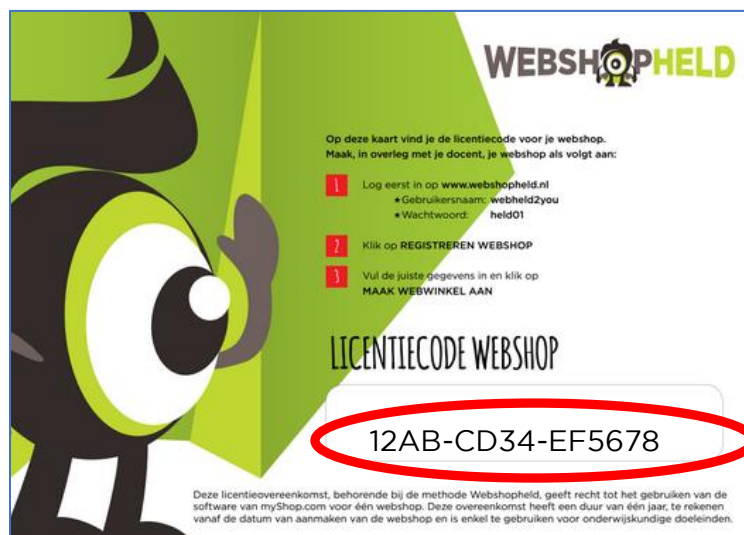 WEBSHOPHELD
Op deze kaart vind je de licentiecode voor je webshop.
Maak, in overleg met je docent, je webshop als volgt aan:
1 Log eerst in op www.webshopheld.nl
★Gebruikersnaam: webheld2you
★Wachtwoord: held01
2 Klik op REGISTREREN WEBSHOP
3 Vul de juiste gegevens in en klik op
MAAK WEBWINKEL AAN
LICENTIECODE WEBSHOP
12AB-CD34-EF5678
Deze licentieovereenkomst, behorende bij de methode Webshopheld, geeft recht tot het gebruiken van de
software van myShop.com voor één webshop. Deze overeenkomst heeft een duur van één jaar, te rekenen
vanaf de datum van aanmaken van de webshop en is enkel te gebruiken voor onderwijskundige doeleinden.